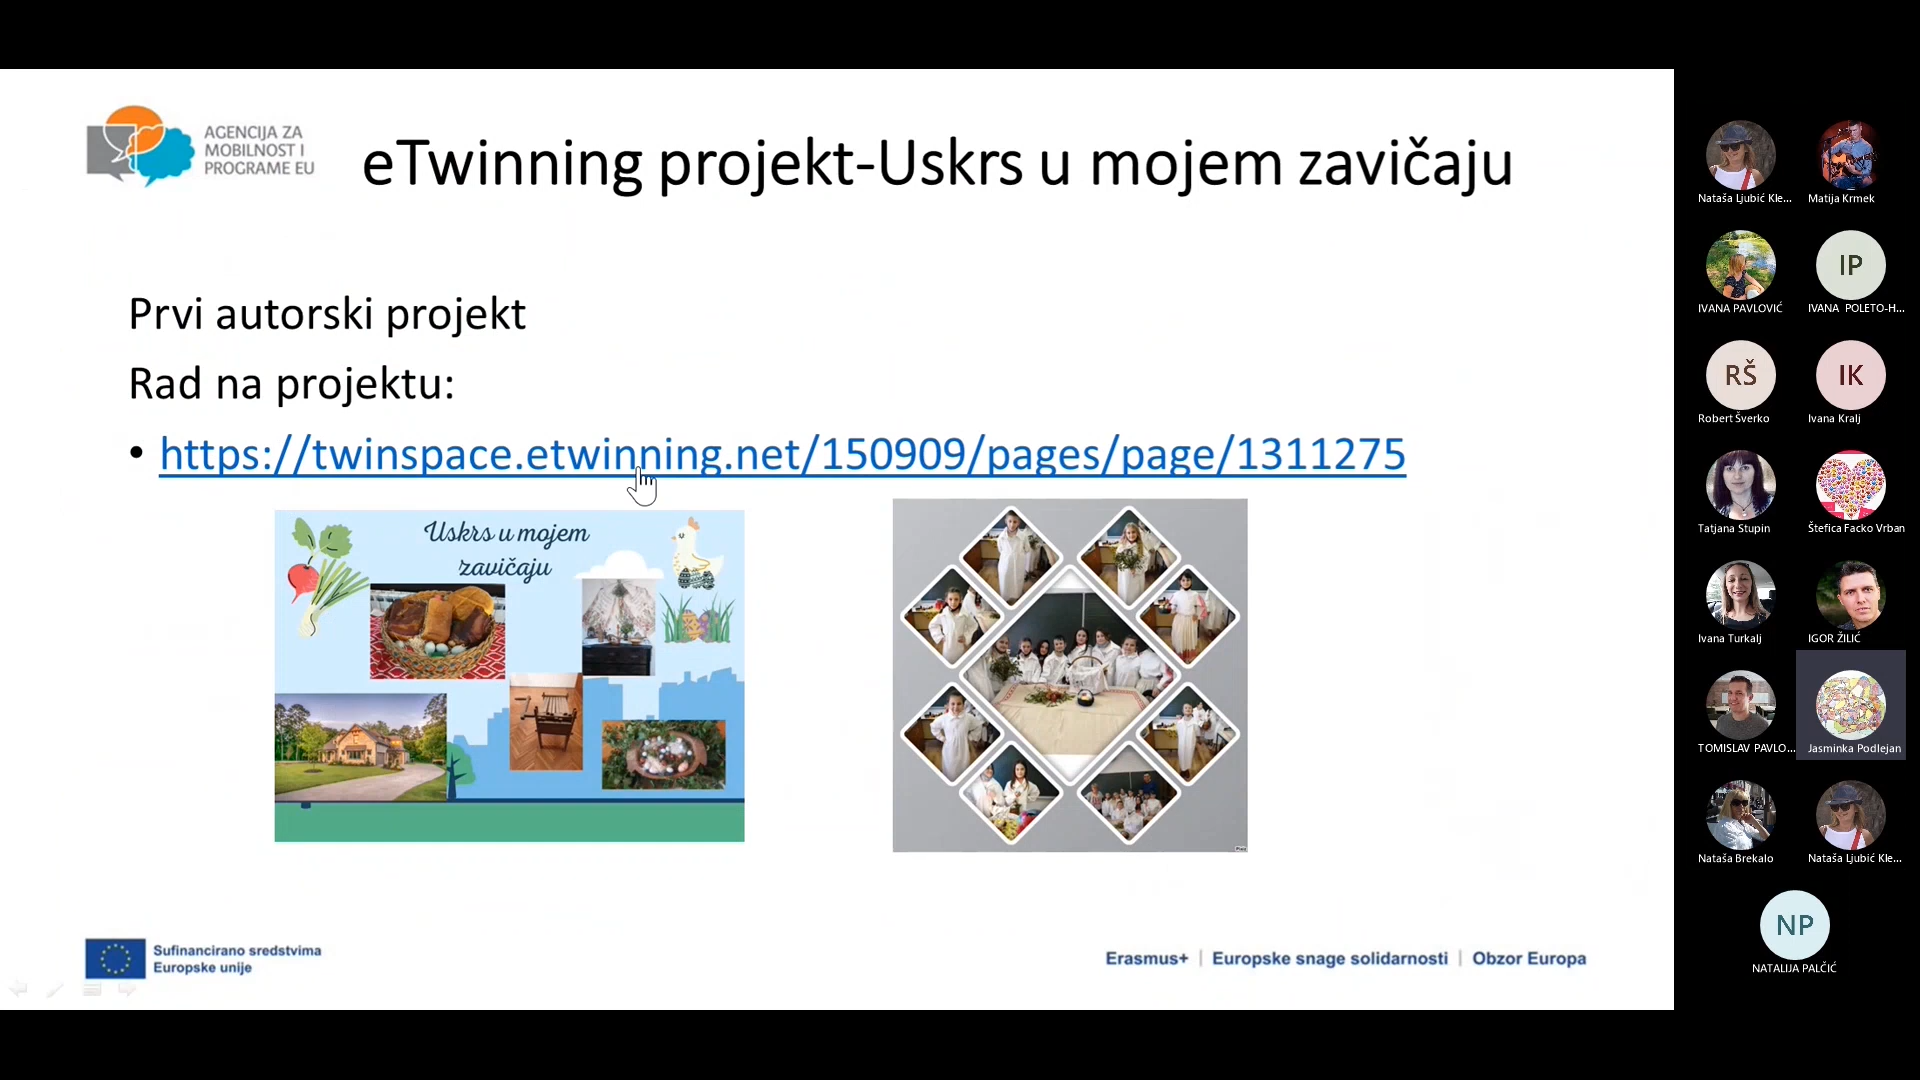 AGENCIJA ZA
MOBILNOST I
PROGRAME EU
eTwinning projekt-Uskrs u mojem zavičaju
Prvi autorski projekt
Rad na projektu:
• https://twinspace.etwinning.net/150909/pages/page/1311275
Uskrs u mojem
zavičaju
Sufinancirano sredstvima
Europske unije
Erasmus+ | Europske snage solidarnosti | Obzor Europa
Nataša Ljubić Kle...
Matija Krmek
IVANA PAVLOVIĆ
IP
IVANA POLETO-H...
RŠ
Robert Šverko
IK
Ivana Kralj
Tatjana Stupin
Štefica Facko Vrban
Ivana Turkalj
IGOR ŽILIĆ
TOMISLAV PAVLO...
Jasminka Podlejan
Nataša Brekalo
Nataša Ljubić Kle...
NP
NATALIJA PALČIĆ